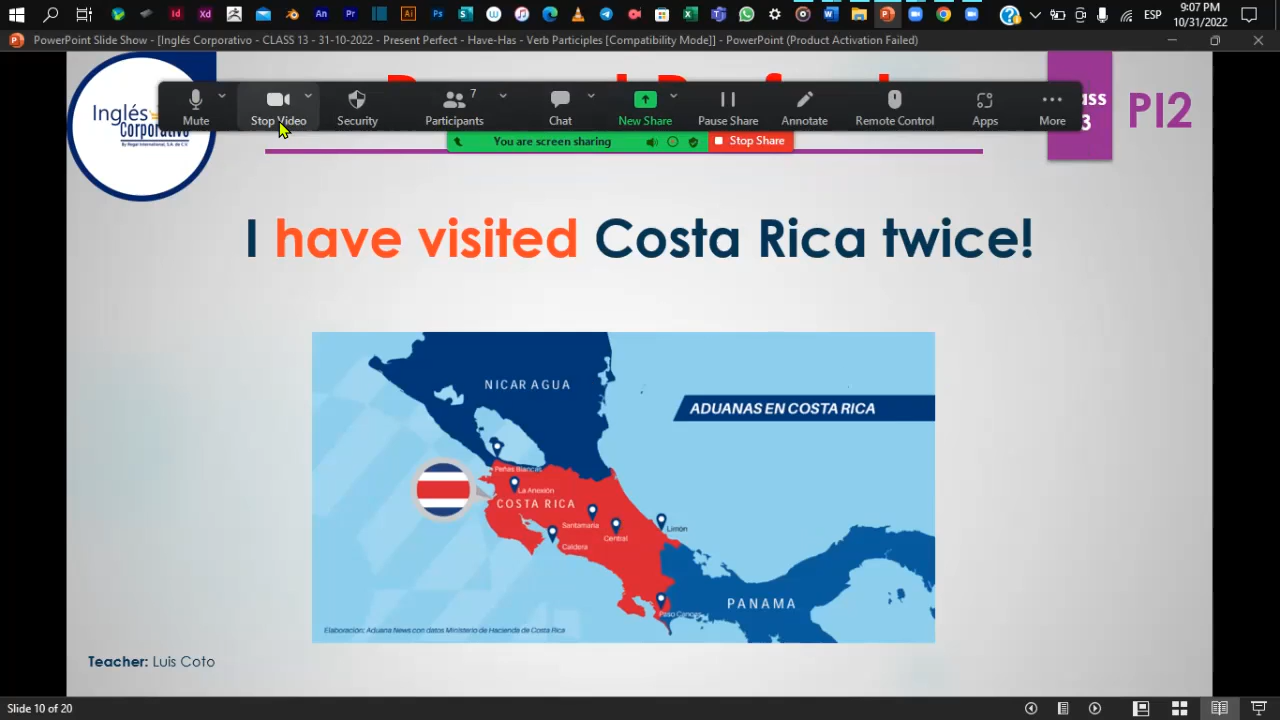 9:07 PM
ESP
10/31/2022
PowerPoint Slide Show - [Inglés Corporativo - CLASS 13 - 31-10-2022 - Present Perfect - Have-Has - Verb Participles [Compatibility Mode]] - PowerPoint (Product Activation Failed)
Mute
Stop Video
Security
7
Participants
Chat
New Share
Pause Share
Annotate
Remote Control
Apps
More
You are screen sharing
Stop Share
Inglés
Corporativo
By Regar International, S.A. de C.V.
PI2
I have visited Costa Rica twice!
NICARAGUA
ADUANAS EN COSTA RICA
Peñas Blancas
La Anexión
COSTA RICA
Santamaría
Limón
Central
Caldera
PANAMA
Paso Canoas
Elaboración: Aduana News con datos Ministerio de Hacienda de Costa Rica
Teacher: Luis Coto
Slide 10 of 20